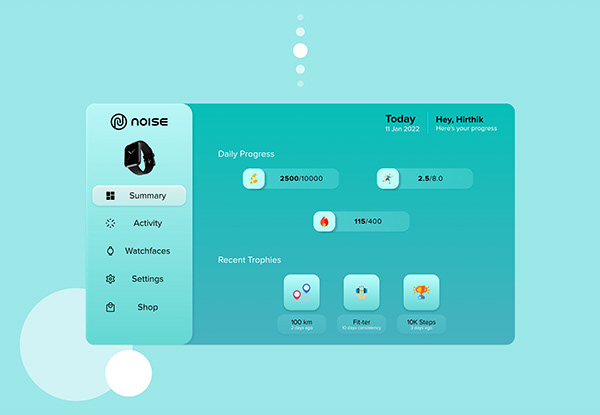 NOISE
Summary
Activity
Watchfaces
Settings
Shop
Today
11 Jan 2022
Hey, Hirthik
Here's your progress
Daily Progress
2500/10000
2.5/8.0
115/400
Recent Trophies
100 km
2 days ago
Fit-ter
10 days consistency
10K Steps
3 days ago